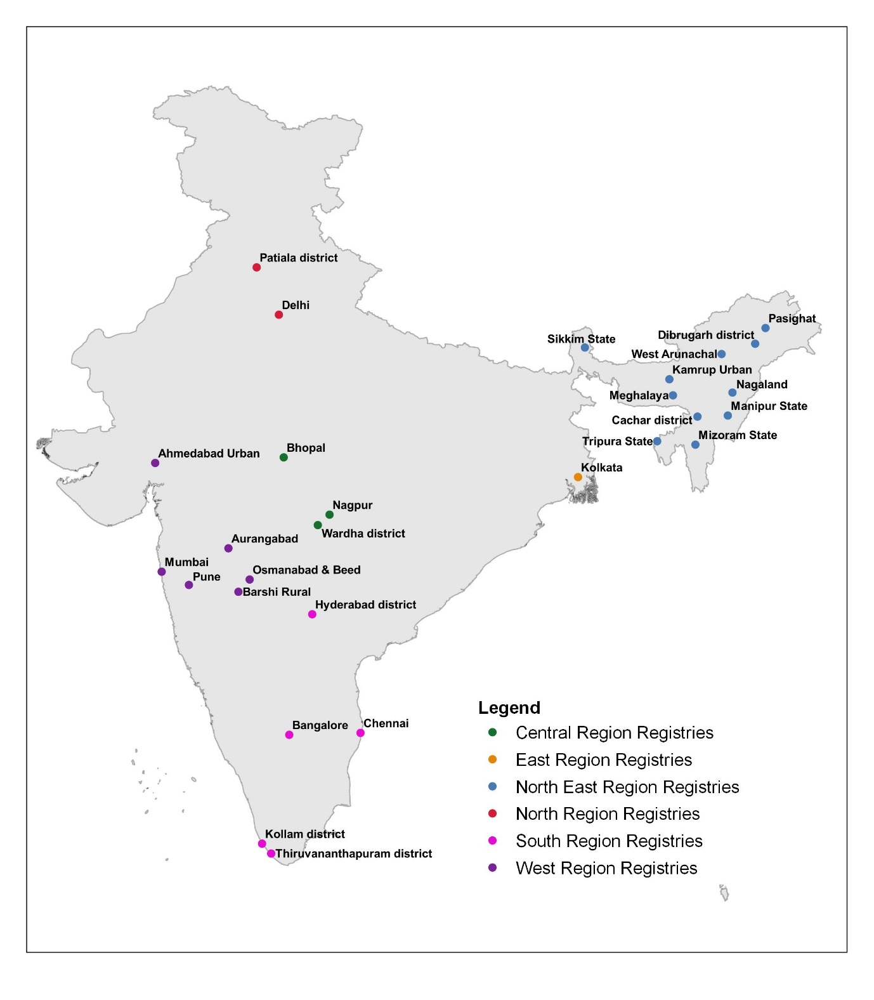 Patiala district
Delhi
Pasighat
Dibrugarh district
Sikkim State
West Arunachal
Kamrup Urban
Nagaland
Meghalaya
Manipur State
Cachar district
Mizoram State
Tripura State
Bhopal
Ahmedabad Urban
Kolkata
Nagpur
Wardha district
Aurangabad
Mumbai
Osmanabad & Beed
Pune
Barshi Rural
Hyderabad district
Bangalore
Chennai
Kollam district
Thiruvananthapuram district
Legend
Central Region Registries
East Region Registries
North East Region Registries
North Region Registries
South Region Registries
West Region Registries